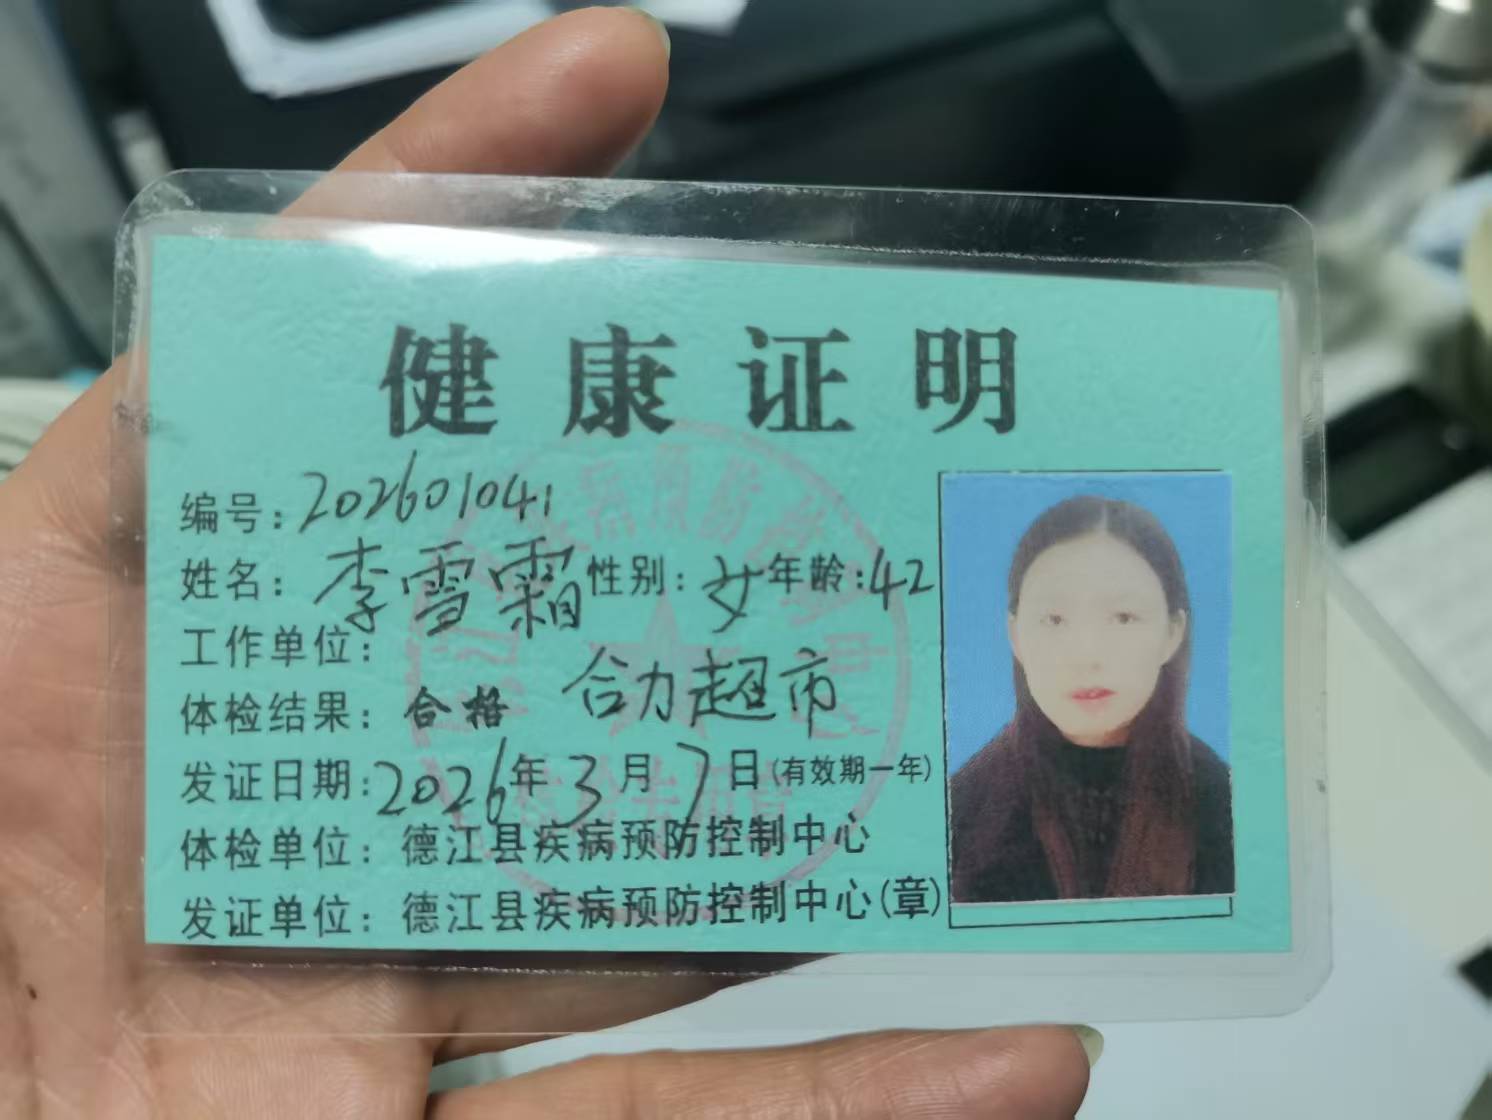 健康证明
编号: 202601041
姓名: 李雪霜 性别: 女 年龄: 42
工作单位: 合力超市
体检结果: 合格
发证日期: 2026年3月7日(有效期一年)
体检单位: 德江县疾病预防控制中心
发证单位: 德江县疾病预防控制中心(章)